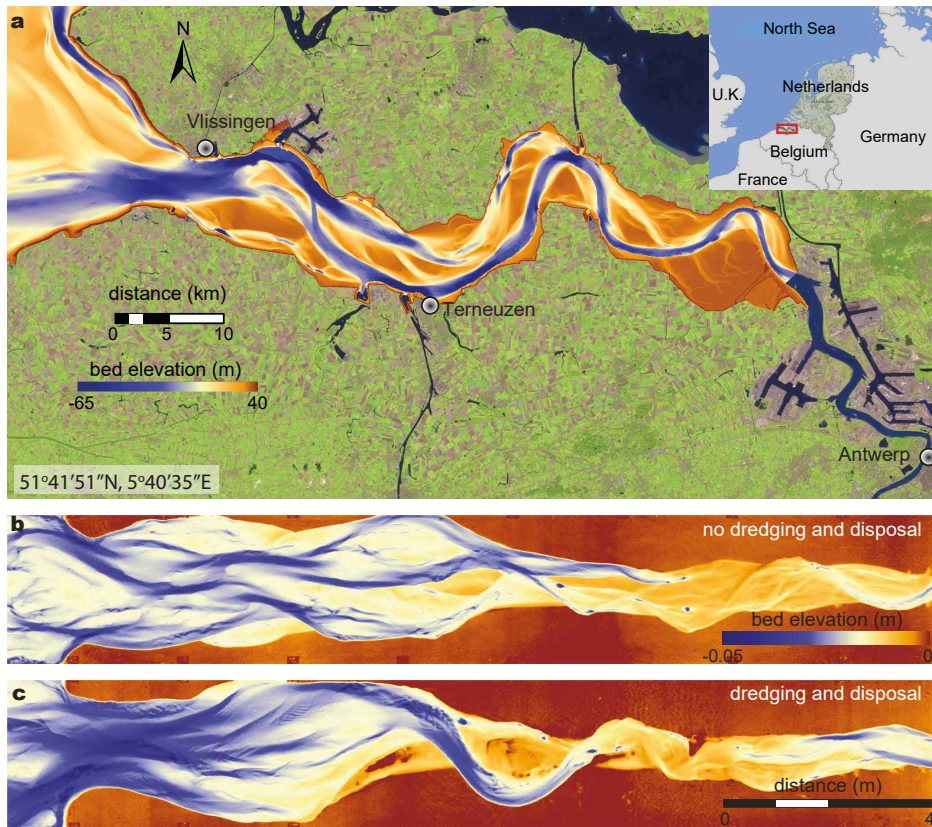 a
N
North Sea
U.K.
Netherlands
Germany
Belgium
France
Vlissingen
Terneuzen
distance (km)
0 5 10
bed elevation (m)
-65 40
Antwerp
51°41′51″N, 5°40′35″E
b
no dredging and disposal
bed elevation (m)
-0.05 0
c
dredging and disposal
distance (m)
0 4